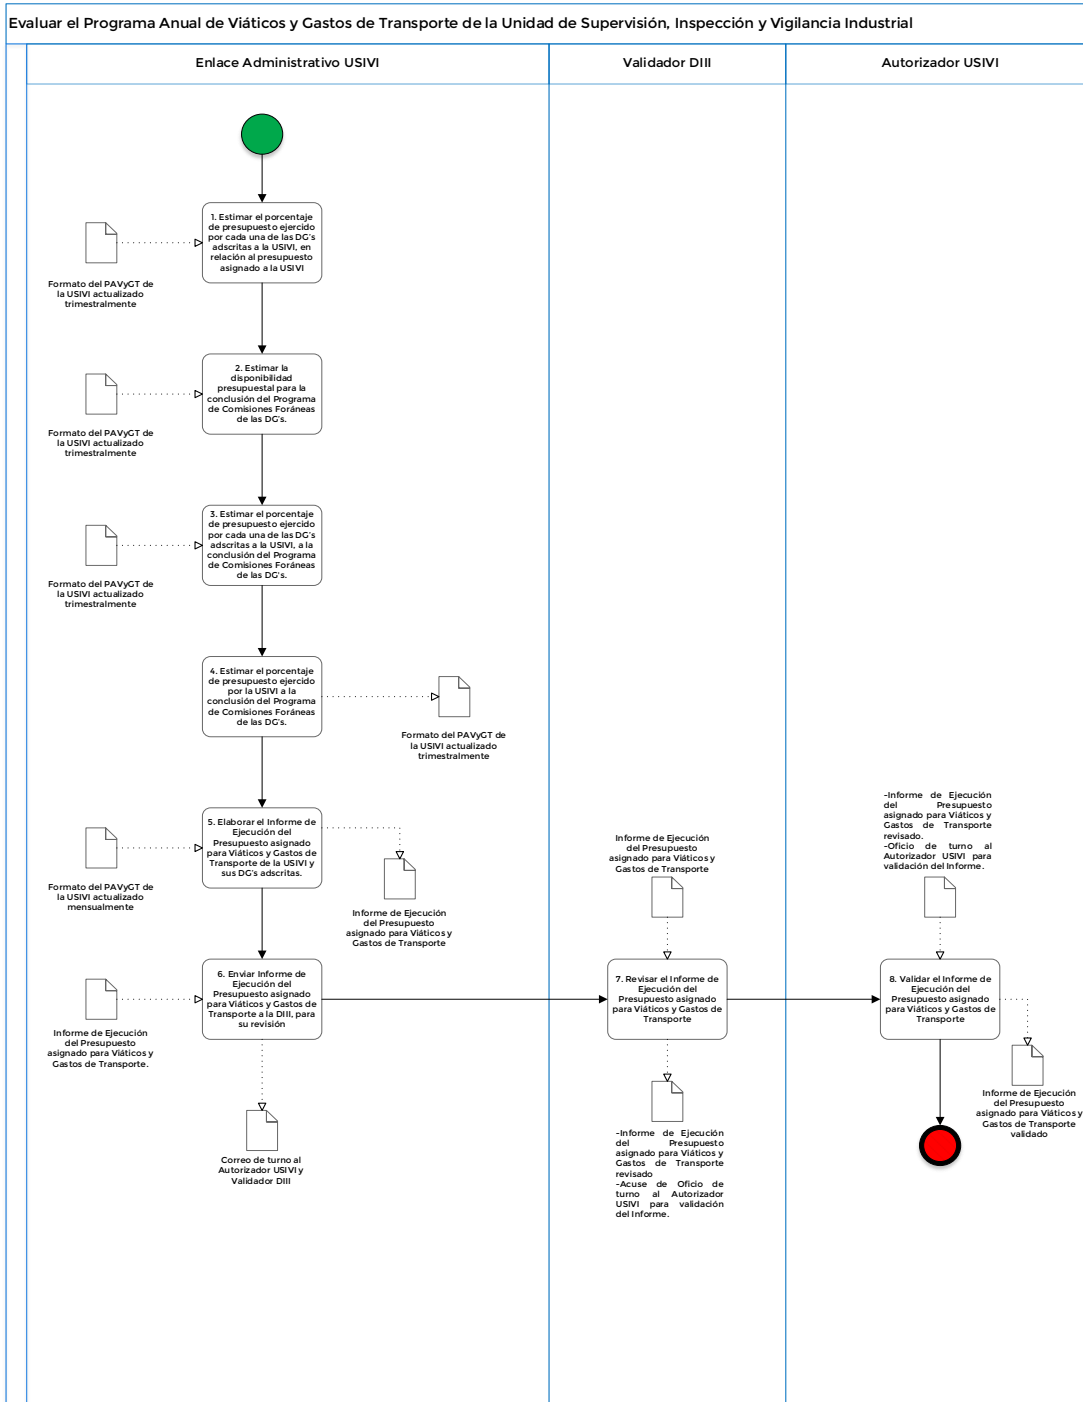 Evaluar el Programa Anual de Viáticos y Gastos de Transporte de la Unidad de Supervisión, Inspección y Vigilancia Industrial
Enlace Administrativo USIVI
Validador DIII
Autorizador USIVI
1. Estimar el porcentaje
de presupuesto ejercido
por cada una de las DG's
adscritas a la USIVI, en
relación al presupuesto
asignado a la USIVI
Formato del PAVyGT de
la USIVI actualizado
trimestralmente
2. Estimar la
disponibilidad
presupuestal para la
conclusión del Programa
de Comisiones Foráneas
de las DG's.
Formato del PAVyGT de
la USIVI actualizado
trimestralmente
3. Estimar el porcentaje
de presupuesto ejercido
por cada una de las DG's
adscritas a la USIVI, a la
conclusión del Programa
de Comisiones Foráneas
de las DG's.
Formato del PAVyGT de
la USIVI actualizado
trimestralmente
4. Estimar el porcentaje
de presupuesto ejercido
por la USIVI a la
conclusión del Programa
de Comisiones Foráneas
de las DG's.
Formato del PAVyGT de
la USIVI actualizado
trimestralmente
5. Elaborar el Informe de
Ejecución del
Presupuesto asignado
para Viáticos y Gastos de
Transporte de la USIVI y
sus DG's adscritas.
Formato del PAVyGT de
la USIVI actualizado
mensualmente
Informe de Ejecución
del Presupuesto
asignado para Viáticos y
Gastos de Transporte
6. Enviar Informe de
Ejecución del
Presupuesto asignado
para Viáticos y Gastos de
Transporte a la DIII, para
su revisión
Informe de Ejecución
del Presupuesto
asignado para Viáticos y
Gastos de Transporte.
Correo de turno al
Autorizador USIVI y
Validador DIII
Informe de Ejecución
del Presupuesto
asignado para Viáticos y
Gastos de Transporte
7. Revisar el Informe de
Ejecución del
Presupuesto asignado
para Viáticos y Gastos de
Transporte
-Informe de Ejecución
del Presupuesto
asignado para Viáticos y
Gastos de Transporte
revisado
-Acuse de Oficio de
turno al Autorizador
USIVI para validación
del Informe.
-Informe de Ejecución
del Presupuesto
asignado para Viáticos y
Gastos de Transporte
revisado.
-Oficio de turno al
Autorizador USIVI para
validación del Informe.
8. Validar el Informe de
Ejecución del
Presupuesto asignado
para Viáticos y Gastos de
Transporte
Informe de Ejecución
del Presupuesto
asignado para Viáticos y
Gastos de Transporte
validado